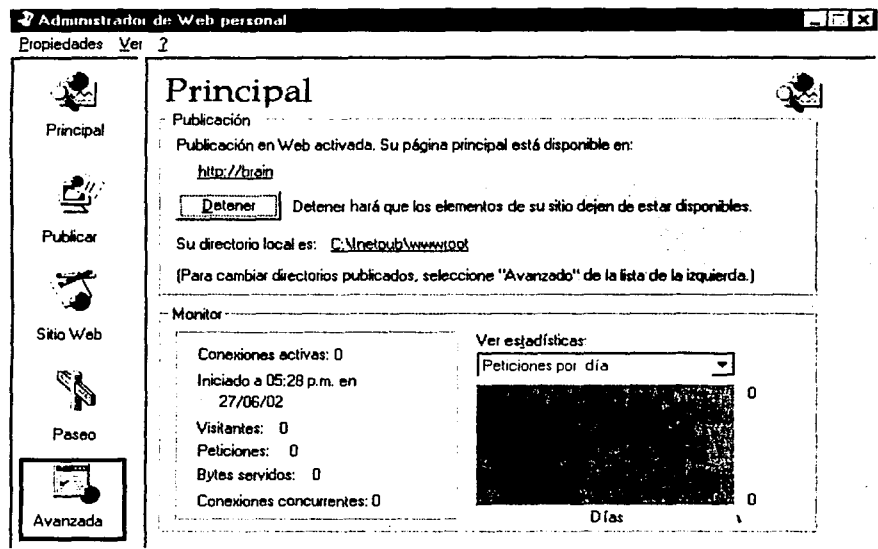 Administrador de Web personal
Propiedades Ver ?
Principal
Publicar
Sitio Web
Paseo
Avanzada
Principal
Publicación
Publicación en Web activada. Su página principal está disponible en:
http://brain
Detener
Detener hará que los elementos de su sitio dejen de estar disponibles.
Su directorio local es: C:\Inetpub\wwwroot
(Para cambiar directorios publicados, seleccione "Avanzado" de la lista de la izquierda.)
Monitor
Conexiones activas: 0
Iniciado a 05:28 p.m. en
27/06/02
Visitantes: 0
Peticiones: 0
Bytes servidos: 0
Conexiones concurrentes: 0
Ver estadísticas:
Peticiones por día
0
0
Días